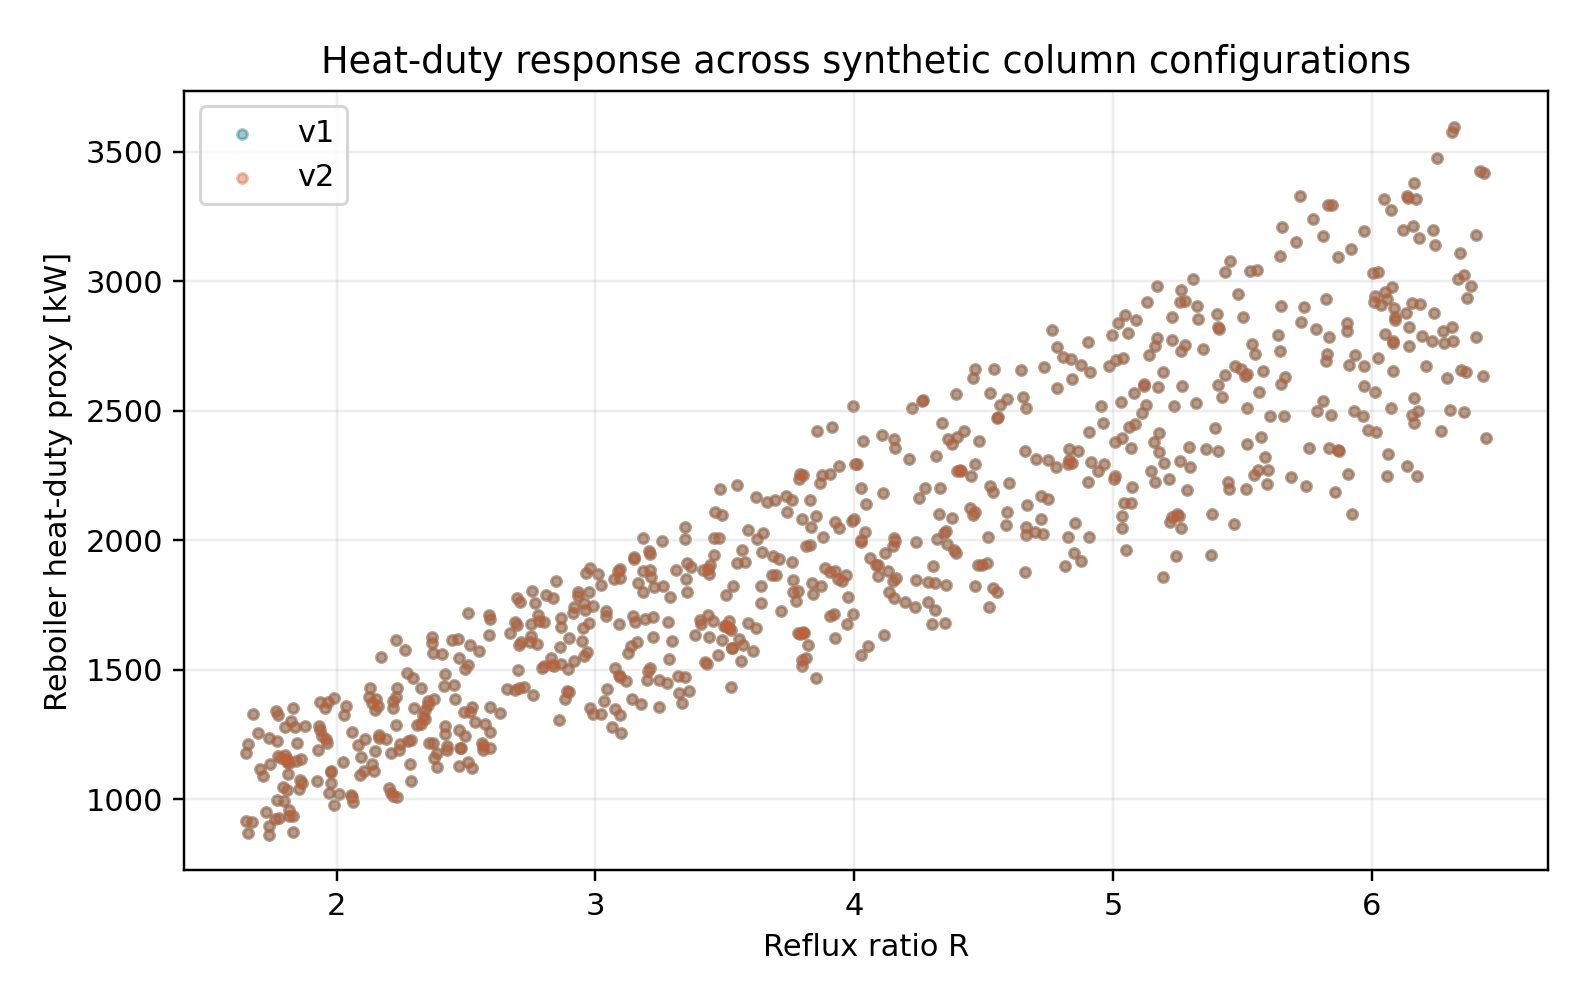 Heat-duty response across synthetic column configurations
v1
v2
Reboiler heat-duty proxy [kW]
3500
3000
2500
2000
1500
1000
2 3 4 5 6
Reflux ratio R